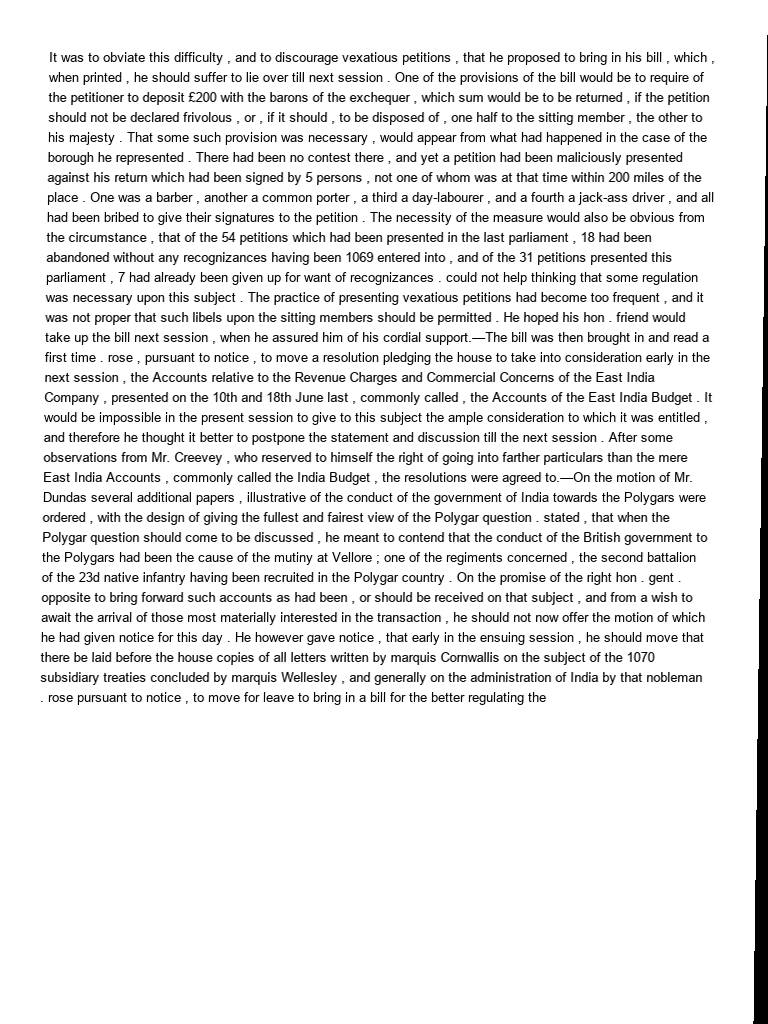 It was to obviate this difficulty , and to discourage vexatious petitions , that he proposed to bring in his bill , which ,
when printed , he should suffer to lie over till next session . One of the provisions of the bill would be to require of
the petitioner to deposit £200 with the barons of the exchequer , which sum would be to be returned , if the petition
should not be declared frivolous , or , if it should , to be disposed of , one half to the sitting member , the other to
his majesty . That some such provision was necessary , would appear from what had happened in the case of the
borough he represented . There had been no contest there , and yet a petition had been maliciously presented
against his return which had been signed by 5 persons , not one of whom was at that time within 200 miles of the
place . One was a barber , another a common porter , a third a day-labourer , and a fourth a jack-ass driver , and all
had been bribed to give their signatures to the petition . The necessity of the measure would also be obvious from
the circumstance , that of the 54 petitions which had been presented in the last parliament , 18 had been
abandoned without any recognizances having been 1069 entered into , and of the 31 petitions presented this
parliament , 7 had already been given up for want of recognizances . could not help thinking that some regulation
was necessary upon this subject . The practice of presenting vexatious petitions had become too frequent , and it
was not proper that such libels upon the sitting members should be permitted . He hoped his hon . friend would
take up the bill next session , when he assured him of his cordial support.—The bill was then brought in and read a
first time . rose , pursuant to notice , to move a resolution pledging the house to take into consideration early in the
next session , the Accounts relative to the Revenue Charges and Commercial Concerns of the East India
Company , presented on the 10th and 18th June last , commonly called , the Accounts of the East India Budget . It
would be impossible in the present session to give to this subject the ample consideration to which it was entitled ,
and therefore he thought it better to postpone the statement and discussion till the next session . After some
observations from Mr. Creevey , who reserved to himself the right of going into farther particulars than the mere
East India Accounts , commonly called the India Budget , the resolutions were agreed to.—On the motion of Mr.
Dundas several additional papers , illustrative of the conduct of the government of India towards the Polygars were
ordered , with the design of giving the fullest and fairest view of the Polygar question . stated , that when the
Polygar question should come to be discussed , he meant to contend that the conduct of the British government to
the Polygars had been the cause of the mutiny at Vellore ; one of the regiments concerned , the second battalion
of the 23d native infantry having been recruited in the Polygar country . On the promise of the right hon . gent .
opposite to bring forward such accounts as had been , or should be received on that subject , and from a wish to
await the arrival of those most materially interested in the transaction , he should not now offer the motion of which
he had given notice for this day . He however gave notice , that early in the ensuing session , he should move that
there be laid before the house copies of all letters written by marquis Cornwallis on the subject of the 1070
subsidiary treaties concluded by marquis Wellesley , and generally on the administration of India by that nobleman
. rose pursuant to notice , to move for leave to bring in a bill for the better regulating the